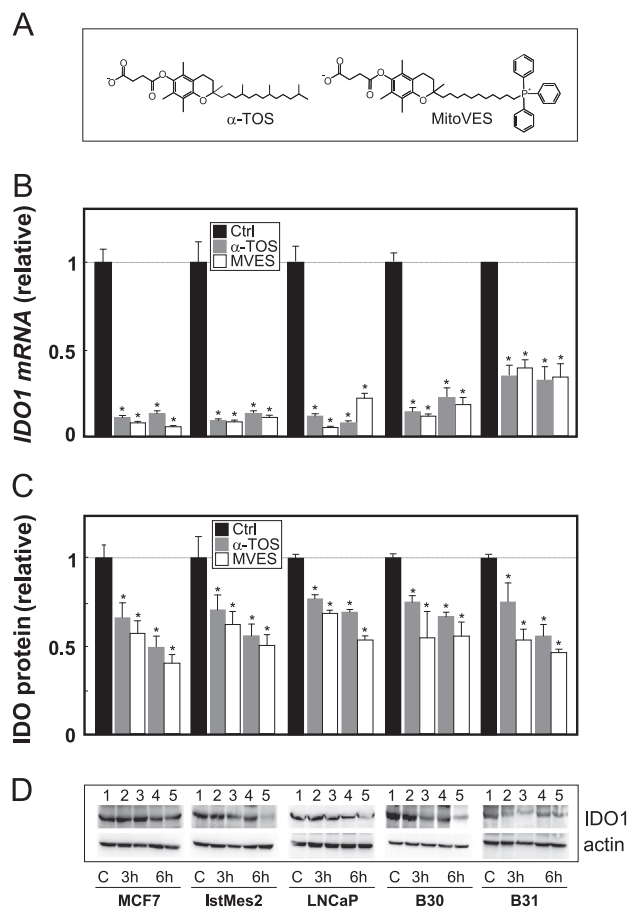 A
O
O
-O
O
O
α-TOS
O
O
-O
O
O
P+
MitoVES
B
IDO1 mRNA (relative)
1
0.5
0
Ctrl
α-TOS
MVES
* * * *
* * * *
* * * *
* * * *
* * * *
C
IDO protein (relative)
1
0.5
0
Ctrl
α-TOS
MVES
* * * *
* * * *
* * * *
* * * *
* * * *
D
1 2 3 4 5 1 2 3 4 5 1 2 3 4 5 1 2 3 4 5 1 2 3 4 5
IDO1
actin
C 3h 6h C 3h 6h C 3h 6h C 3h 6h C 3h 6h
MCF7 IstMes2 LNCaP B30 B31